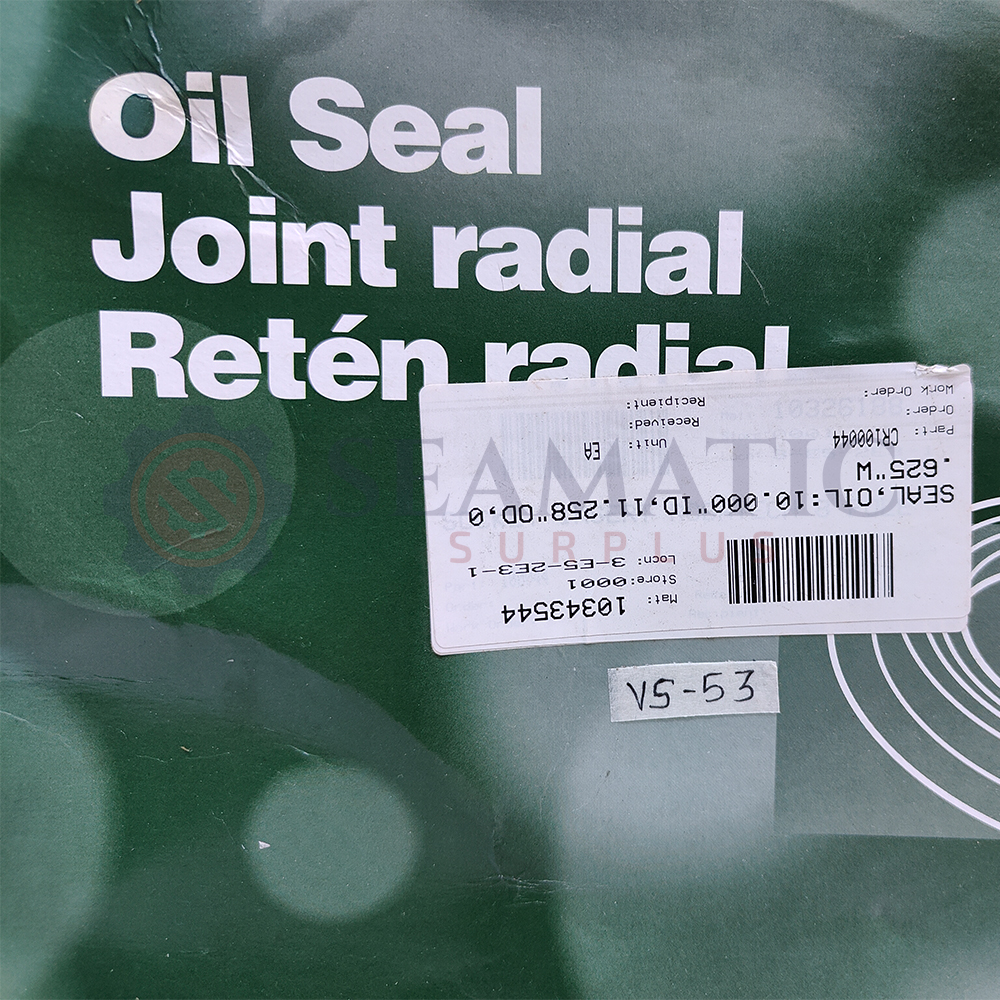 Oil Seal
Joint radial
Retén radial
SEAMATIC
SURPLUS
Mat: 10343544
Store:0001
Locn: 3-E5-2E3-1
SEAL,OIL:10.000"ID,11.258"OD,0
.625"W
Part: CR100044 Unit: EA
Order: Received:
Work Order: Recipient:
VS-53